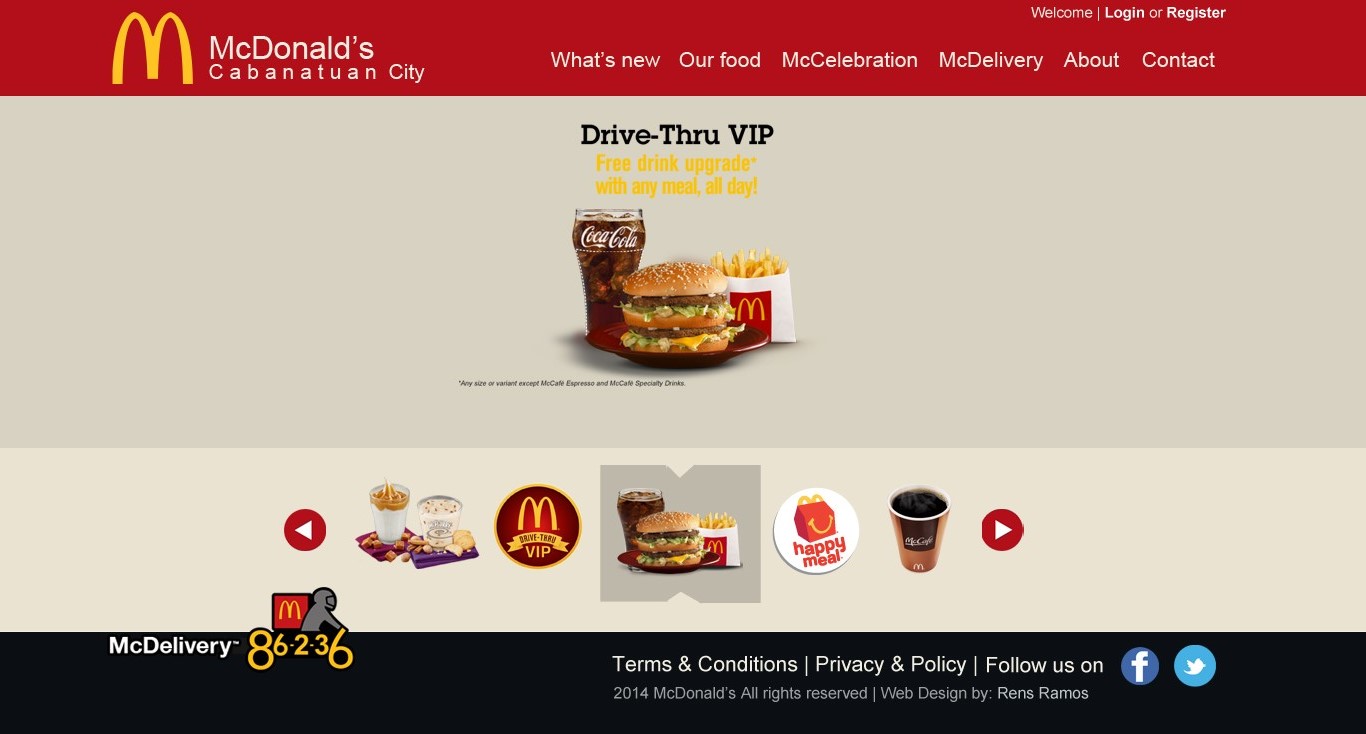 Welcome | Login or Register
McDonald's
Cabanatuan City
What's new Our food McCelebration McDelivery About Contact
Drive-Thru VIP
Free drink upgrade*
with any meal, all day!
Coca-Cola
*Any size or variant except McCafé Espresso and McCafé Specialty Drinks.
DRIVE-THRU
VIP
happy
meal
McCafé
McDelivery™ 86-2-36
Terms & Conditions | Privacy & Policy | Follow us on
2014 McDonald's All rights reserved | Web Design by: Rens Ramos